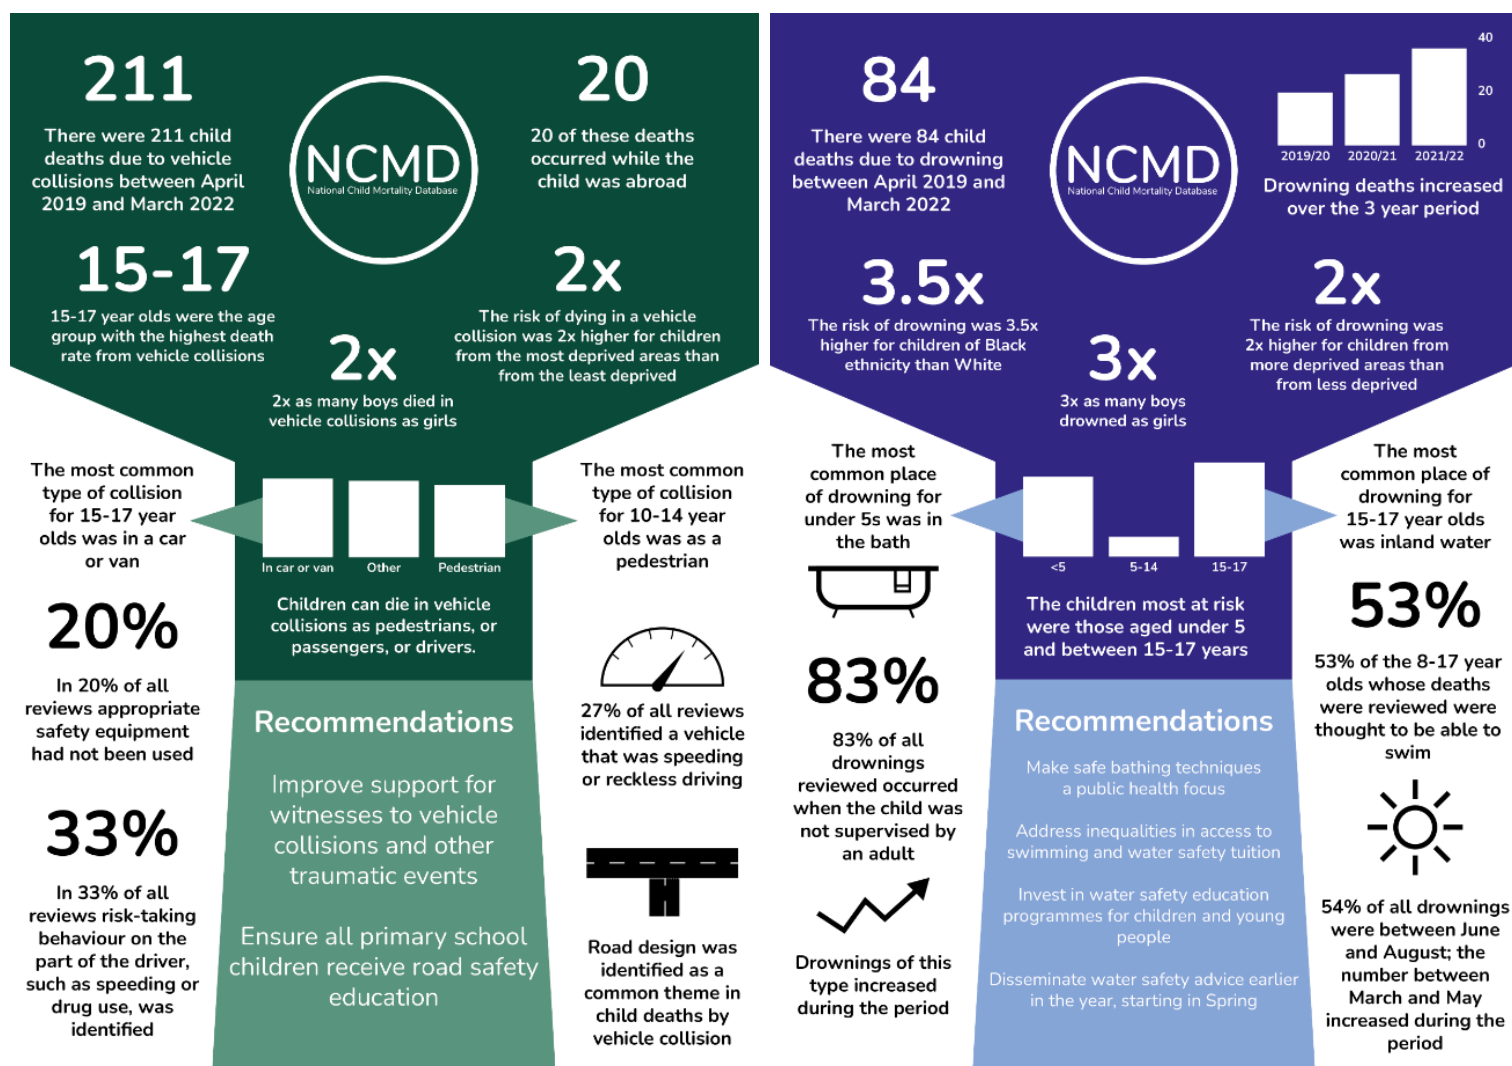 211
There were 211 child
deaths due to vehicle
collisions between April
2019 and March 2022
NCMD
National Child Mortality Database
20
20 of these deaths
occurred while the
child was abroad
15-17
15-17 year olds were the age
group with the highest death
rate from vehicle collisions
2x
2x as many boys died in
vehicle collisions as girls
2x
The risk of dying in a vehicle
collision was 2x higher for children
from the most deprived areas than
from the least deprived
The most common
type of collision
for 15-17 year
olds was in a car
or van
In car or van
Other
Pedestrian
Children can die in vehicle
collisions as pedestrians, or
passengers, or drivers.
The most common
type of collision
for 10-14 year
olds was as a
pedestrian
20%
In 20% of all
reviews appropriate
safety equipment
had not been used
33%
In 33% of all
reviews risk-taking
behaviour on the
part of the driver,
such as speeding or
drug use, was
identified
Recommendations
Improve support for
witnesses to vehicle
collisions and other
traumatic events
Ensure all primary school
children receive road safety
education
27% of all reviews
identified a vehicle
that was speeding
or reckless driving
Road design was
identified as a
common theme in
child deaths by
vehicle collision
84
There were 84 child
deaths due to drowning
between April 2019 and
March 2022
NCMD
National Child Mortality Database
40
20
0
2019/20
2020/21
2021/22
Drowning deaths increased
over the 3 year period
3.5x
The risk of drowning was 3.5x
higher for children of Black
ethnicity than White
3x
3x as many boys
drowned as girls
2x
The risk of drowning was
2x higher for children from
more deprived areas than
from less deprived
The most
common place
of drowning for
under 5s was in
the bath
<5
5-14
15-17
The children most at risk
were those aged under 5
and between 15-17 years
The most
common place of
drowning for
15-17 year olds
was inland water
83%
83% of all
drownings
reviewed occurred
when the child was
not supervised by
an adult
Drownings of this
type increased
during the period
Recommendations
Make safe bathing techniques
a public health focus
Address inequalities in access to
swimming and water safety tuition
Invest in water safety education
programmes for children and young
people
Disseminate water safety advice earlier
in the year, starting in Spring
53%
53% of the 8-17 year
olds whose deaths
were reviewed were
thought to be able to
swim
54% of all drownings
were between June
and August; the
number between
March and May
increased during the
period